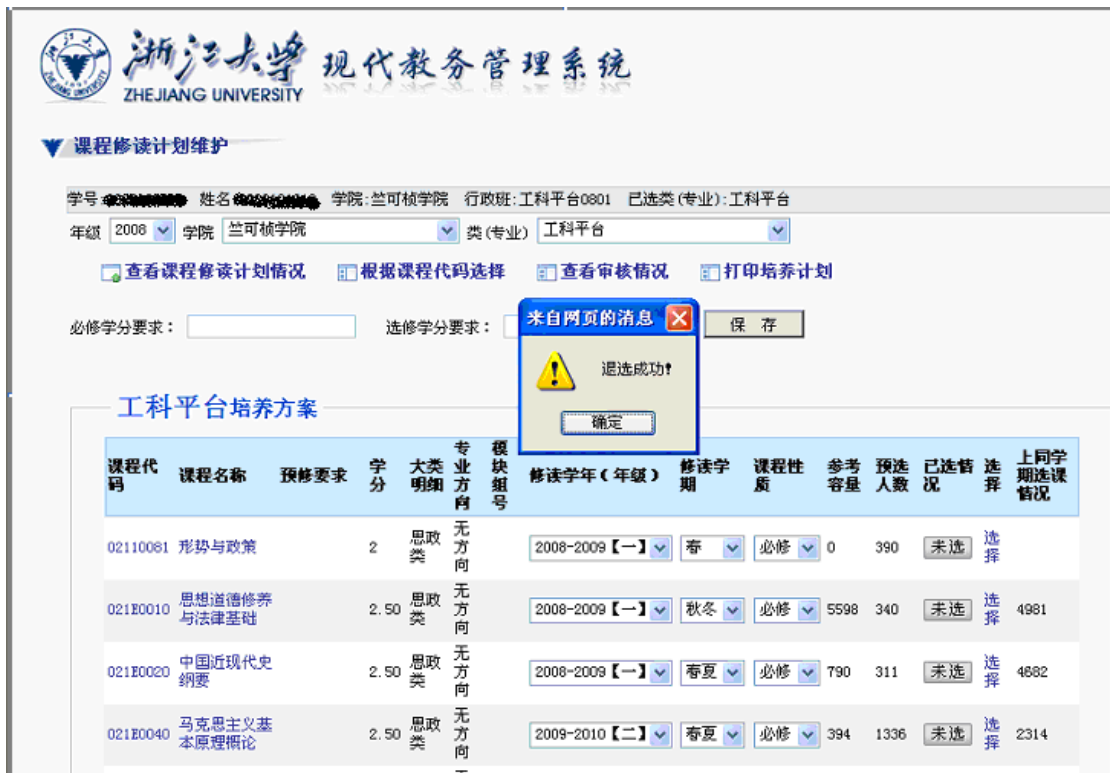 浙江大学 现代教务管理系统
ZHEJIANG UNIVERSITY
课程修读计划维护
学号: 姓名 学院:竺可桢学院 行政班:工科平台0801 已选类(专业):工科平台
年级 2008 学院 竺可桢学院 类(专业) 工科平台
查看课程修读计划情况 根据课程代码选择 查看审核情况 打印培养计划
必修学分要求： 选修学分要求： 保 存
来自网页的消息
退选成功!
确定
工科平台培养方案
课程代码 课程名称 预修要求 学分 大类明细 专业方向 模块组号 修读学年(年级) 修读学期 课程性质 参考容量 预选人数 已选情况 选择 上同学期选课情况
02110081 形势与政策 2 思政类 无方向 2008-2009【一】 春 必修 0 390 未选 选择
021E0010 思想道德修养与法律基础 2.50 思政类 无方向 2008-2009【一】 秋冬 必修 5598 340 未选 选择 4981
021E0020 中国近现代史纲要 2.50 思政类 无方向 2008-2009【一】 春夏 必修 790 311 未选 选择 4682
021E0040 马克思主义基本原理概论 2.50 思政类 无方向 2009-2010【二】 春夏 必修 394 1336 未选 选择 2314